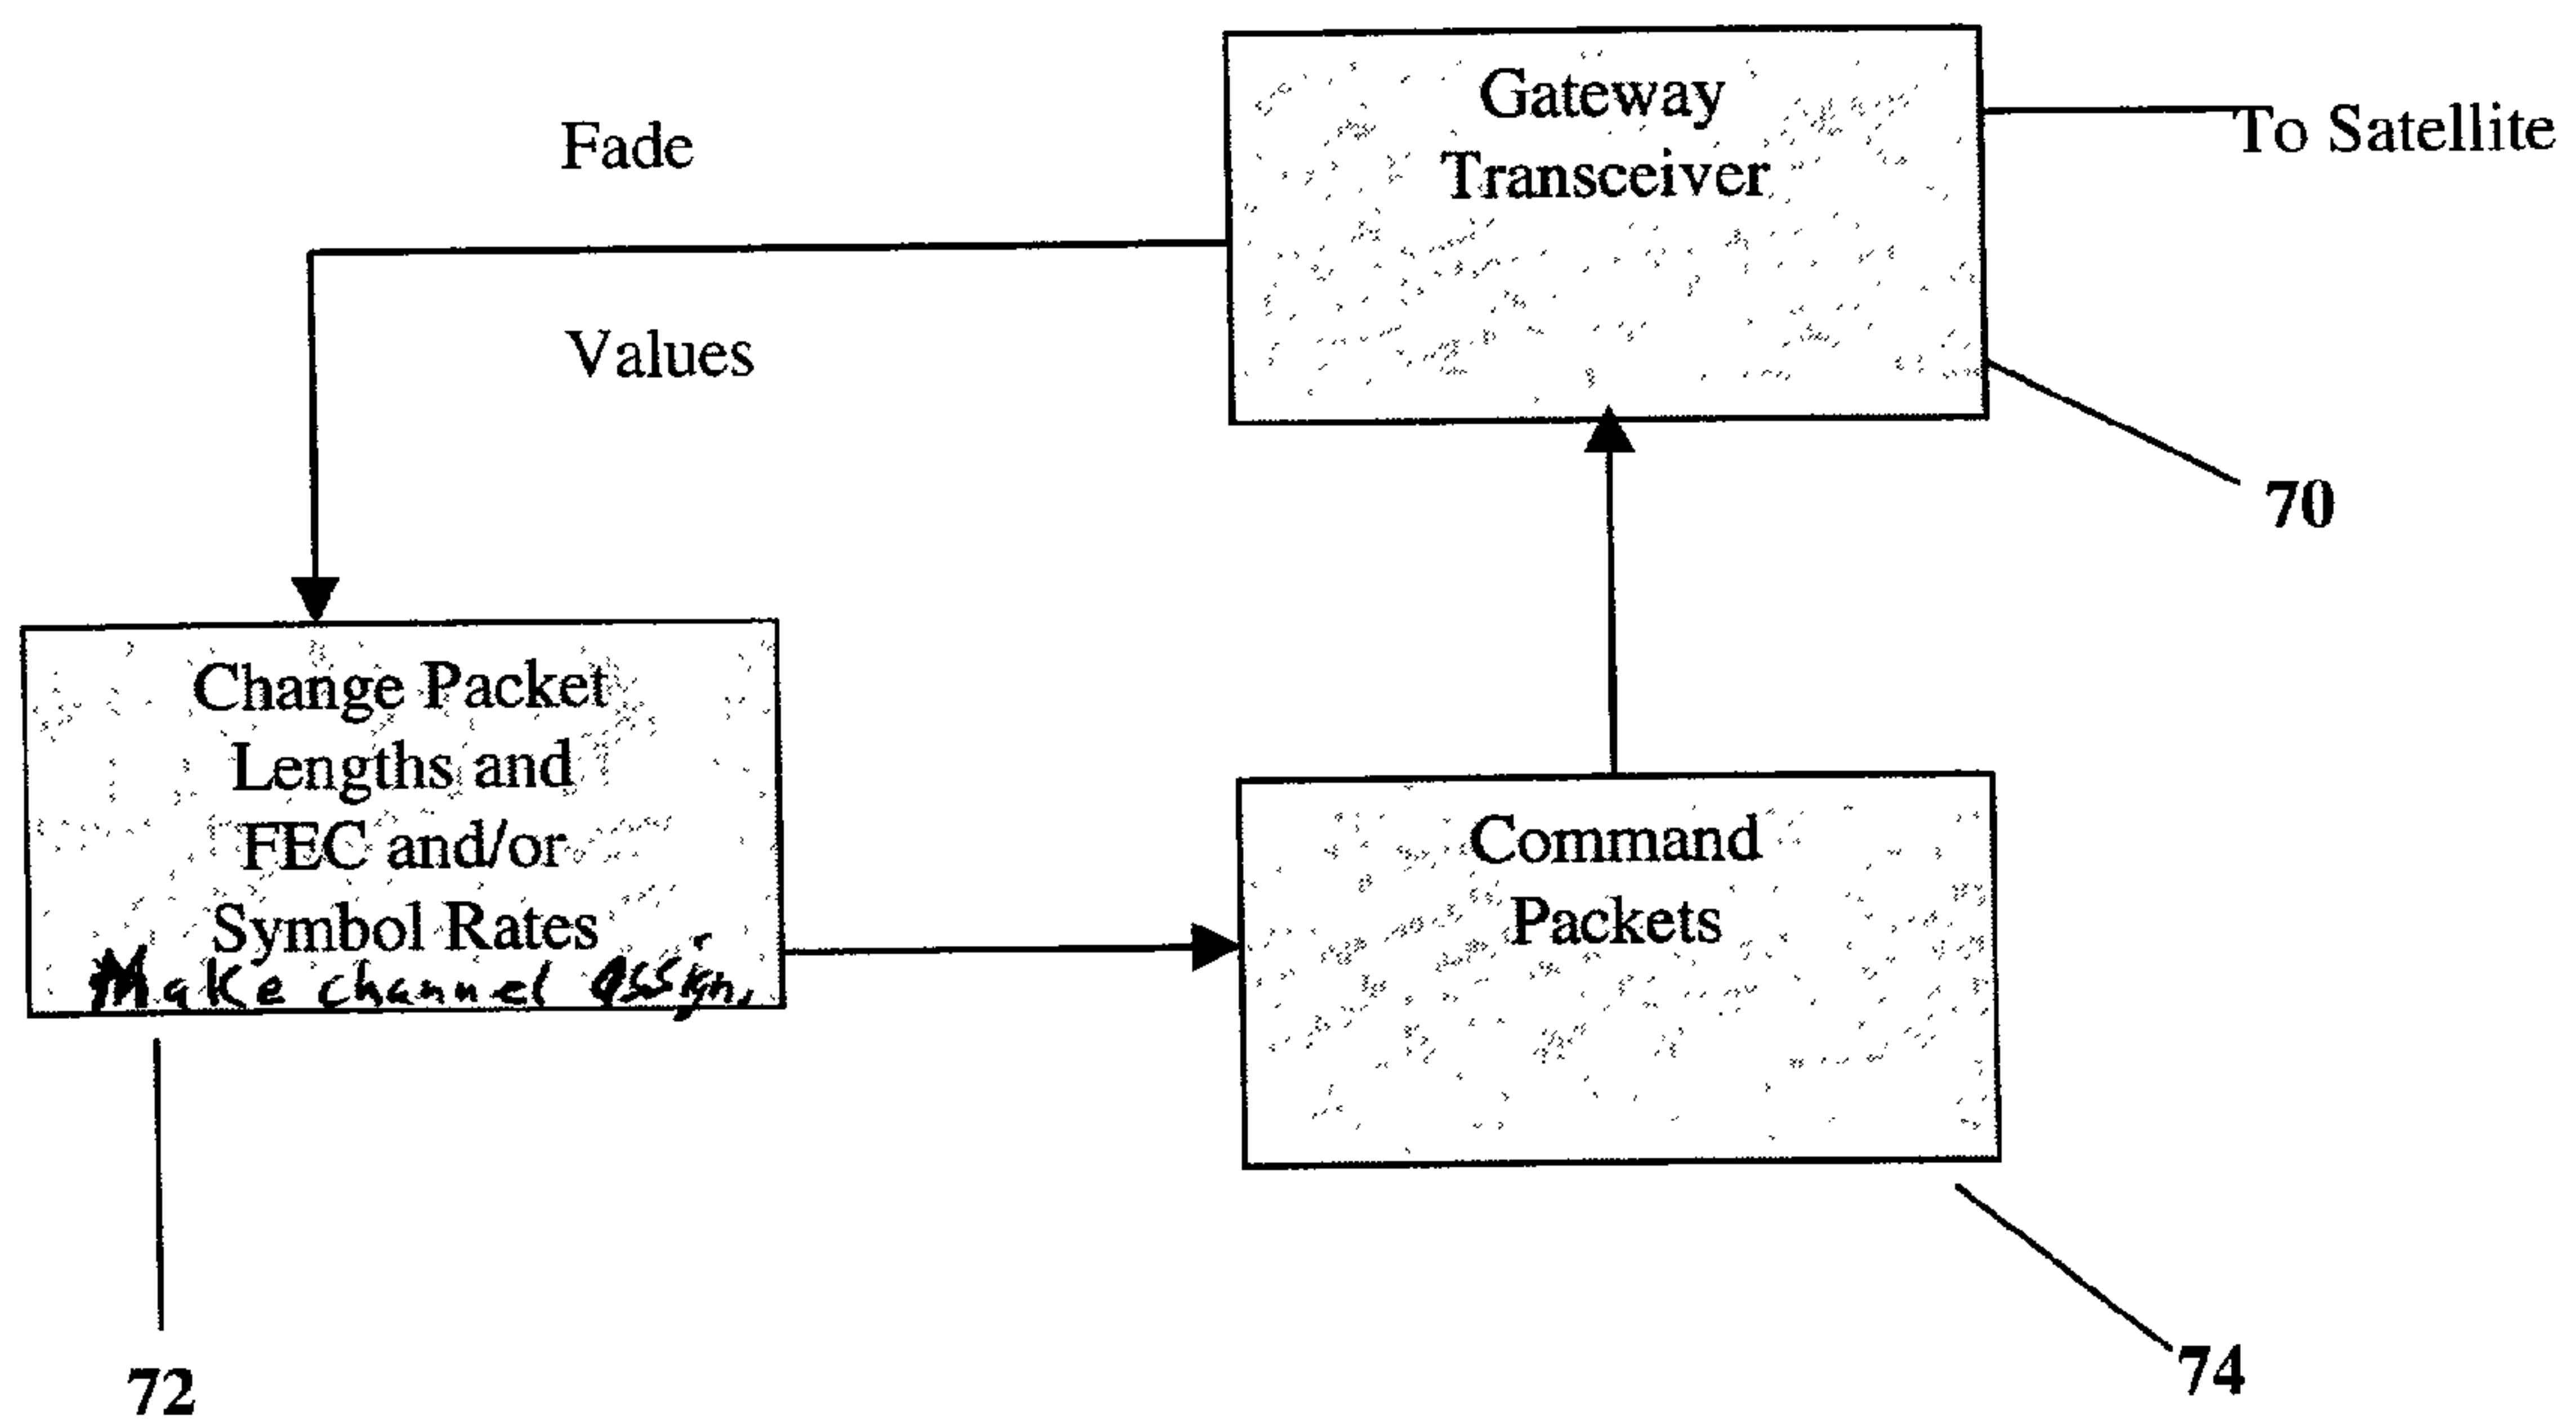 Gateway
Transceiver
To Satellite
Fade
Values
70
Change Packet
Lengths and
FEC and/or
Symbol Rates
Make channel assign.
Command
Packets
72
74